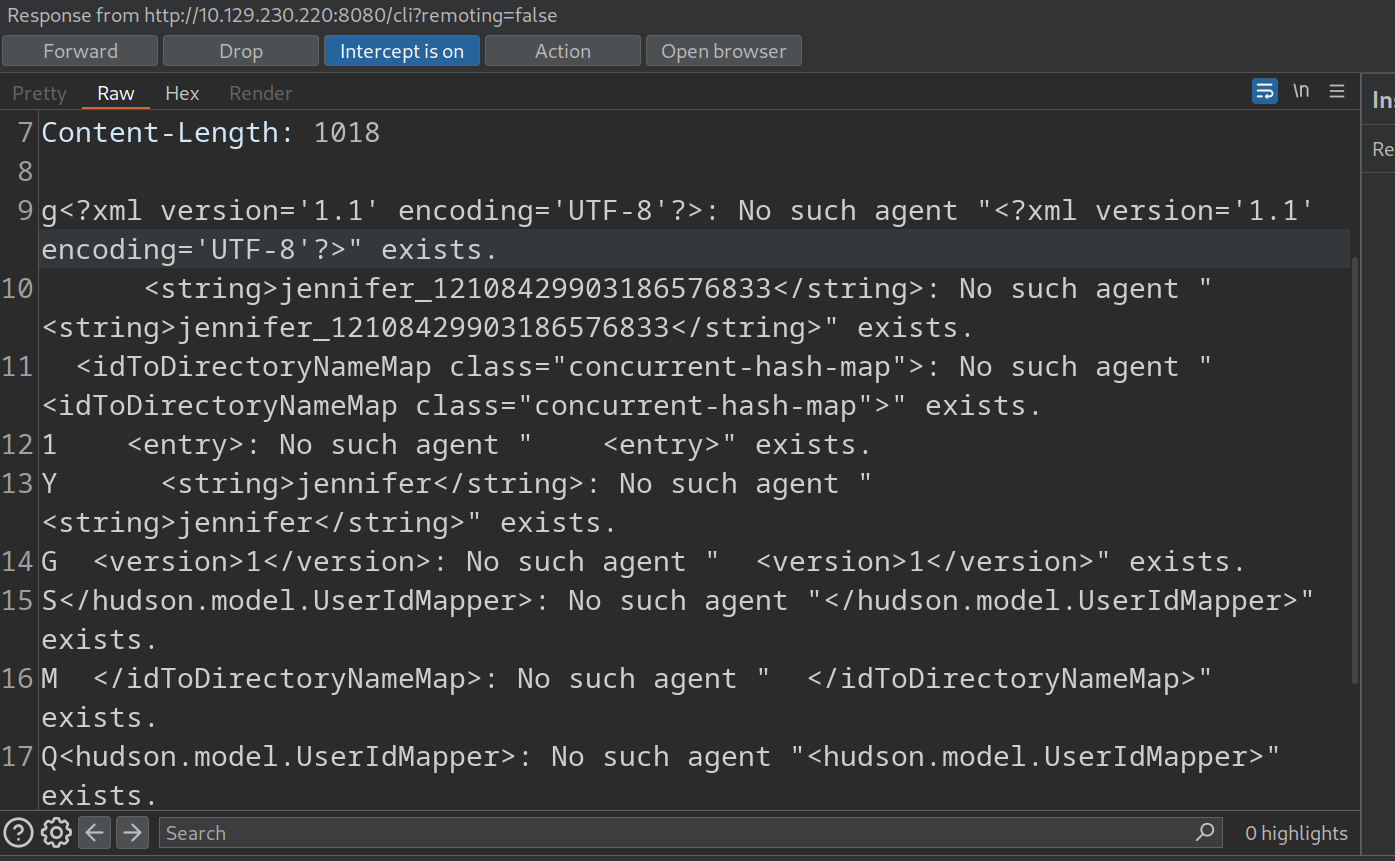 Response from http://10.129.230.220:8080/cli?remoting=false
Forward Drop Intercept is on Action Open browser
Pretty Raw Hex Render \n Ins
Re
7 Content-Length: 1018
8
9 g<?xml version='1.1' encoding='UTF-8'?>: No such agent "<?xml version='1.1'
encoding='UTF-8'?>" exists.
10       <string>jennifer_12108429903186576833</string>: No such agent "
<string>jennifer_12108429903186576833</string>" exists.
11   <idToDirectoryNameMap class="concurrent-hash-map">: No such agent "
<idToDirectoryNameMap class="concurrent-hash-map">" exists.
12 1    <entry>: No such agent "    <entry>" exists.
13 Y      <string>jennifer</string>: No such agent "
<string>jennifer</string>" exists.
14 G  <version>1</version>: No such agent "  <version>1</version>" exists.
15 S</hudson.model.UserIdMapper>: No such agent "</hudson.model.UserIdMapper>"
exists.
16 M  </idToDirectoryNameMap>: No such agent "  </idToDirectoryNameMap>"
exists.
17 Q<hudson.model.UserIdMapper>: No such agent "<hudson.model.UserIdMapper>"
exists.
? Search 0 highlights